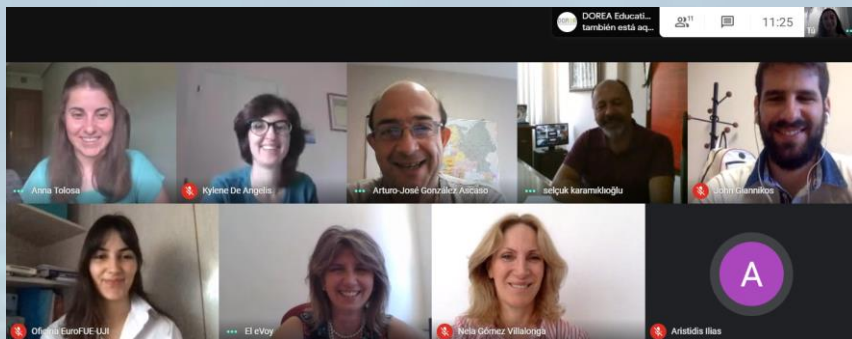 DOREA Educati...
también está aq...
11
11:25
Tú
Anna Tolosa
Kylene De Angelis
Arturo-José González Ascaso
selçuk karamıklıoğlu
John Giannikos
Oficina EuroFUE-UJI
El eVoy
Nela Gómez Villalonga
A
Aristidis Ilias